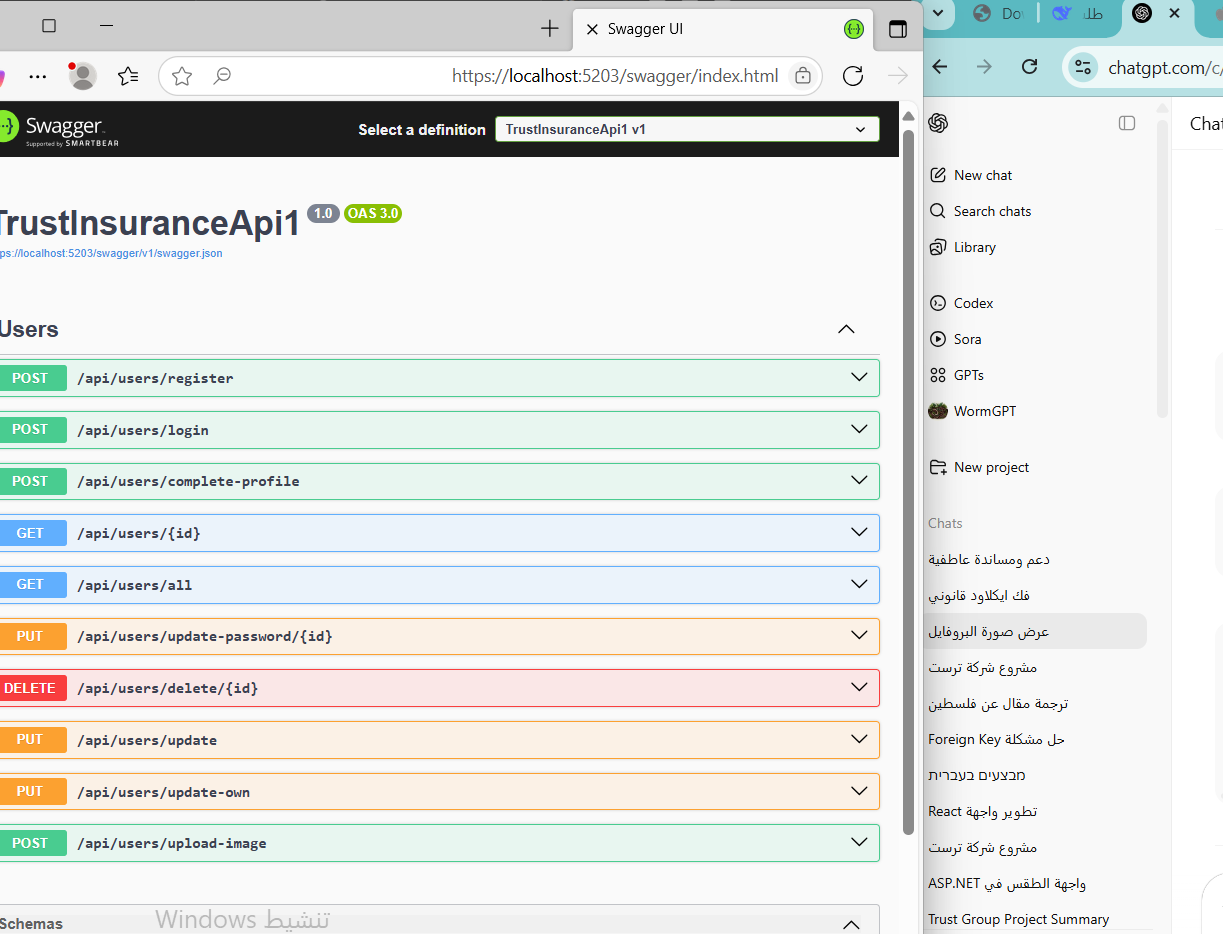 Swagger UI
https://localhost:5203/swagger/index.html
Swagger
Supported by SMARTBEAR
Select a definition
TrustInsuranceApi1 v1
TrustInsuranceApi1 1.0 OAS 3.0
ps://localhost:5203/swagger/v1/swagger.json
Users
POST /api/users/register
POST /api/users/login
POST /api/users/complete-profile
GET /api/users/{id}
GET /api/users/all
PUT /api/users/update-password/{id}
DELETE /api/users/delete/{id}
PUT /api/users/update
PUT /api/users/update-own
POST /api/users/upload-image
Schemas
تنشيط Windows
Do
طل
chatgpt.com/c/
Chat
New chat
Search chats
Library
Codex
Sora
GPTs
WormGPT
New project
Chats
دعم ومساندة عاطفية
فك ايكلاود قانوني
عرض صورة البروفايل
مشروع شركة ترست
ترجمة مقال عن فلسطين
حل مشكلة Foreign Key
מבצעים בעברית
تطوير واجهة React
مشروع شركة ترست
واجهة الطقس في ASP.NET
Trust Group Project Summary